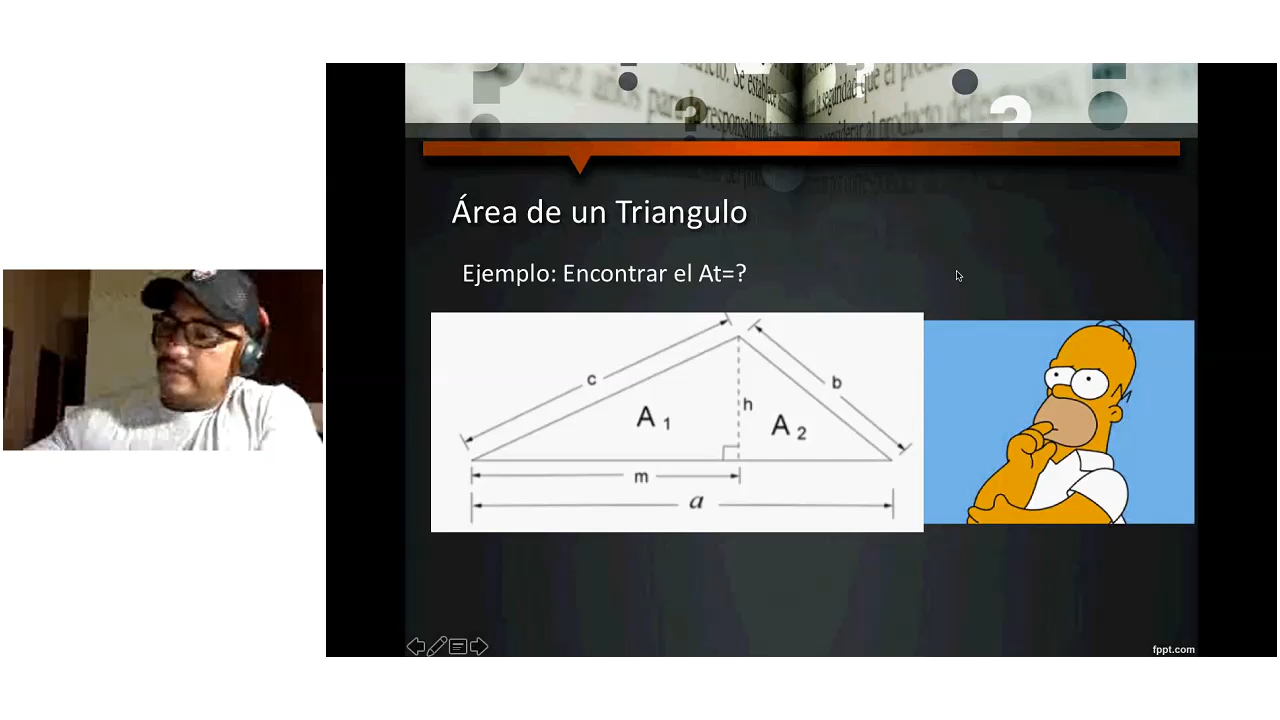 Área de un Triangulo
Ejemplo: Encontrar el At=?
c
b
h
A 1
A 2
m
a
fppt.com